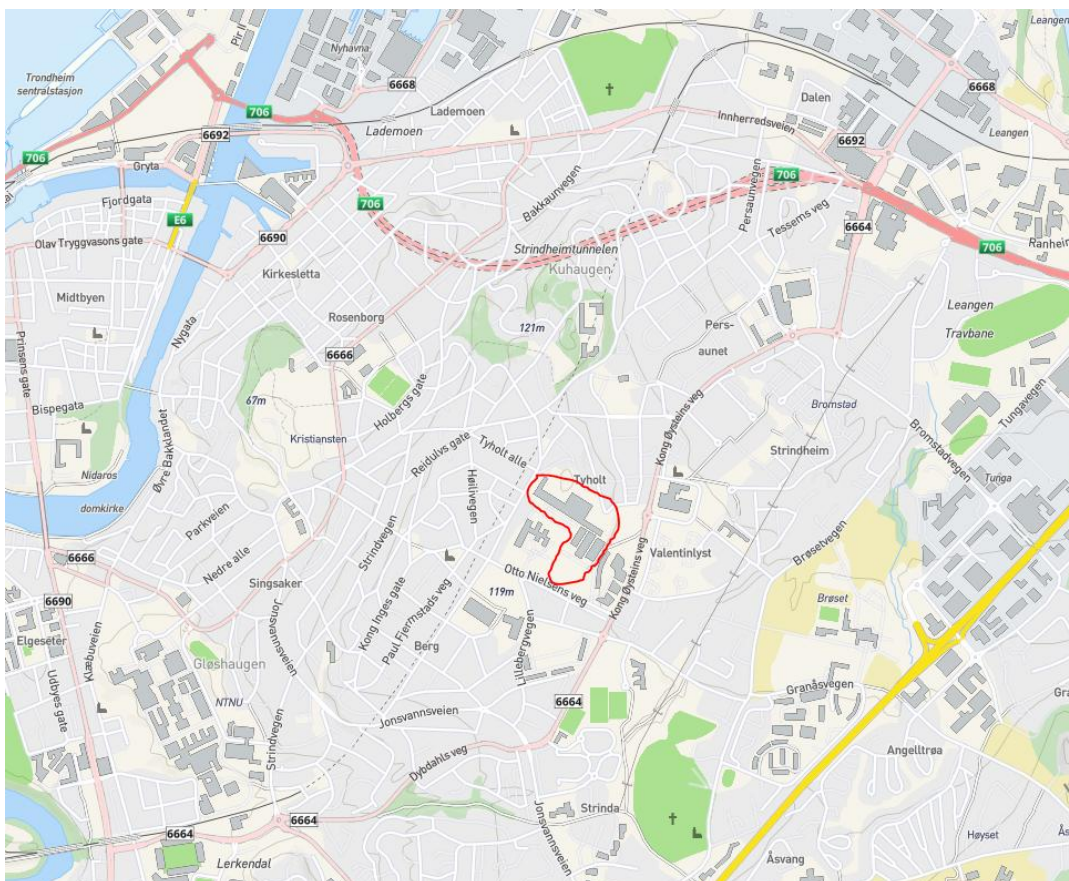 Pir II
Nyhavna
6668
Leangen
Trondheim
sentralstasjon
Lademoen
Dalen
6668
706
Innherredsveien
6692
Lademoen
6692
Leangen
706
706
Gryta
Bakkaunvegen
Persaunvegen
706
Fjordgata
E6
Tessems veg
Olav Tryggvasons gate
6690
6664
Strindheimtunnelen
706
Ranheim
Kuhaugen
Kirkesletta
Midtbyen
Leangen
Travbane
Rosenborg
121m
Nygata
Pers-
aunet
Prinsens gate
6666
Tungavegen
Holbergs gate
67m
Bispegata
Kong Øysteins veg
Bromstad
Øvre Bakklandet
Kristiansten
Reidulvs gate
Tyholt alle
Bromstadvegen
Strindheim
Nidaros
domkirke
Høilivegen
Tyholt
Tunga
Parkveien
Strindvegen
Brøsetvegen
6666
Nedre alle
Valentinlyst
Singsaker
Otto Nielsens veg
Kong Øysteins veg
6690
119m
Brøset
Kong Inges gate
Paul Fjermstads veg
Elgeseter
Klæbuveien
Jonsvannsveien
Berg
Lillebergvegen
Gløshaugen
Udbyes gate
Granåsvegen
NTNU
6664
Strindvegen
Jonsvannsveien
Angelltrøa
Dybdahls veg
Strinda
6664
6664
Jonsvannsveien
Høyset
Lerkendal
Åsvang